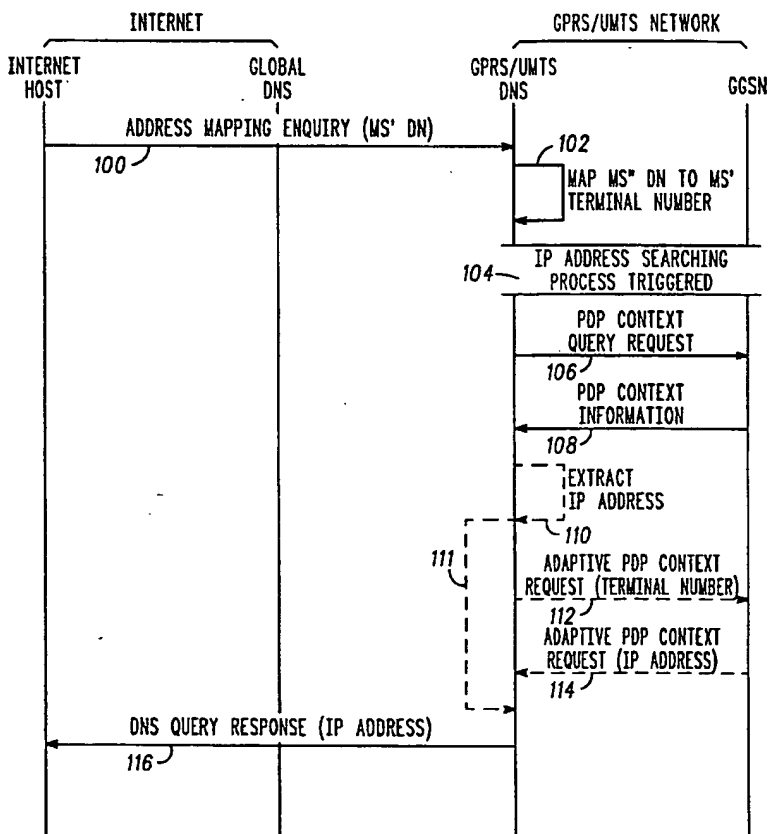 INTERNET
GPRS/UMTS NETWORK
INTERNET
HOST
GLOBAL
DNS
GPRS/UMTS
DNS
GGSN
ADDRESS MAPPING ENQUIRY (MS' DN)
100
102
MAP MS" DN TO MS'
TERMINAL NUMBER
104
IP ADDRESS SEARCHING
PROCESS TRIGGERED
PDP CONTEXT
QUERY REQUEST
106
PDP CONTEXT
INFORMATION
108
EXTRACT
IP ADDRESS
110
111
ADAPTIVE PDP CONTEXT
REQUEST (TERMINAL NUMBER)
112
ADAPTIVE PDP CONTEXT
REQUEST (IP ADDRESS)
114
DNS QUERY RESPONSE (IP ADDRESS)
116